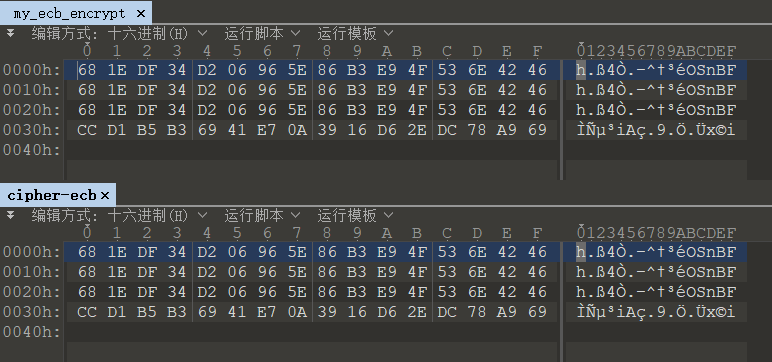 my_ecb_encrypt ×
编辑方式: 十六进制(H) 运行脚本 运行模板
0 1 2 3 4 5 6 7 8 9 A B C D E F 0123456789ABCDEF
0000h: 68 1E DF 34 D2 06 96 5E 86 B3 E9 4F 53 6E 42 46 h.ß4Ò.–^†³éOSnBF
0010h: 68 1E DF 34 D2 06 96 5E 86 B3 E9 4F 53 6E 42 46 h.ß4Ò.–^†³éOSnBF
0020h: 68 1E DF 34 D2 06 96 5E 86 B3 E9 4F 53 6E 42 46 h.ß4Ò.–^†³éOSnBF
0030h: CC D1 B5 B3 69 41 E7 0A 39 16 D6 2E DC 78 A9 69 Ìѵ³iAç.9.Ö.Üx©i
0040h:
cipher-ecb ×
编辑方式: 十六进制(H) 运行脚本 运行模板
0 1 2 3 4 5 6 7 8 9 A B C D E F 0123456789ABCDEF
0000h: 68 1E DF 34 D2 06 96 5E 86 B3 E9 4F 53 6E 42 46 h.ß4Ò.–^†³éOSnBF
0010h: 68 1E DF 34 D2 06 96 5E 86 B3 E9 4F 53 6E 42 46 h.ß4Ò.–^†³éOSnBF
0020h: 68 1E DF 34 D2 06 96 5E 86 B3 E9 4F 53 6E 42 46 h.ß4Ò.–^†³éOSnBF
0030h: CC D1 B5 B3 69 41 E7 0A 39 16 D6 2E DC 78 A9 69 Ìѵ³iAç.9.Ö.Üx©i
0040h: